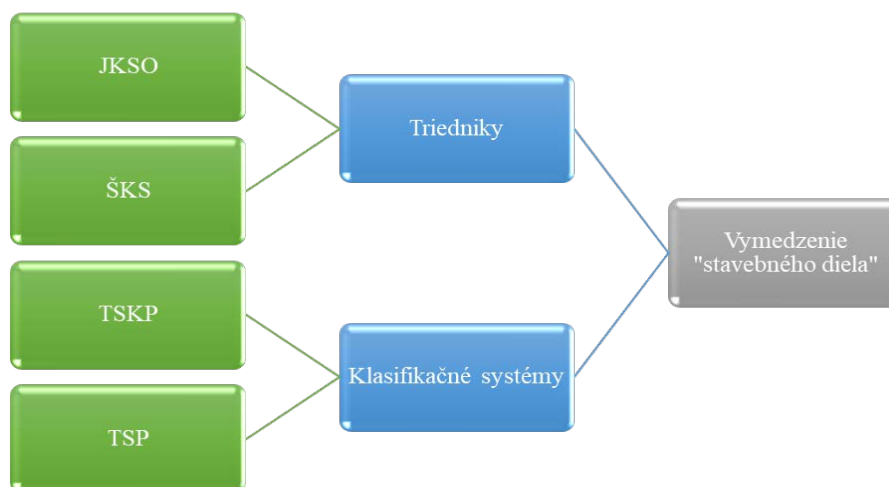 JKSO
ŠKS
TSKP
TSP
Triedniky
Klasifikačné systémy
Vymedzenie
"stavebného diela"